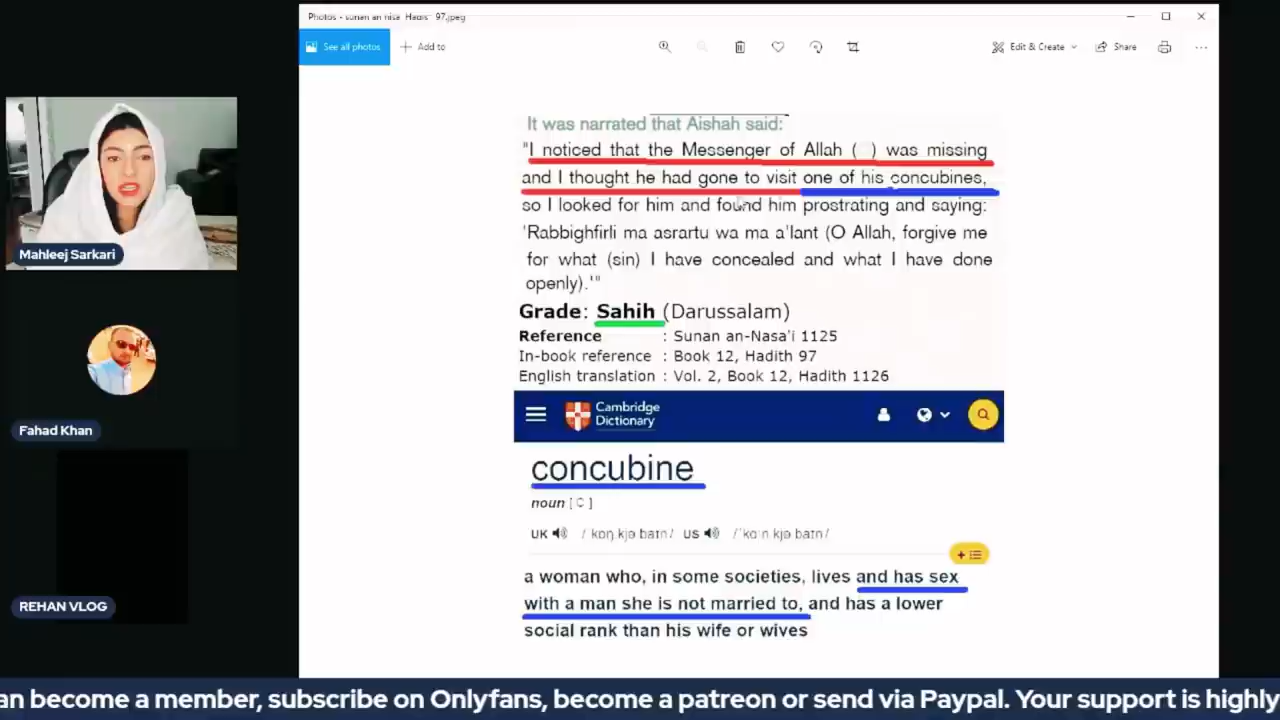 Photos - sunan an nisa Hadis 97.jpeg
See all photos
Add to
Edit & Create
Share
It was narrated that Aishah said:
"I noticed that the Messenger of Allah ( ) was missing
and I thought he had gone to visit one of his concubines,
so I looked for him and found him prostrating and saying:
'Rabbighfirli ma asrartu wa ma a'lant (O Allah, forgive me
for what (sin) I have concealed and what I have done
openly).'"
Grade: Sahih (Darussalam)
Reference : Sunan an-Nasa'i 1125
In-book reference : Book 12, Hadith 97
English translation : Vol. 2, Book 12, Hadith 1126
Cambridge
Dictionary
concubine
noun [ C ]
UK /ˈkɒŋ.kjə.baɪn/ US /ˈkɑːn.kjə.baɪn/
a woman who, in some societies, lives and has sex
with a man she is not married to, and has a lower
social rank than his wife or wives
Mahleej Sarkari
Fahad Khan
REHAN VLOG
an become a member, subscribe on Onlyfans, become a patreon or send via Paypal. Your support is highly